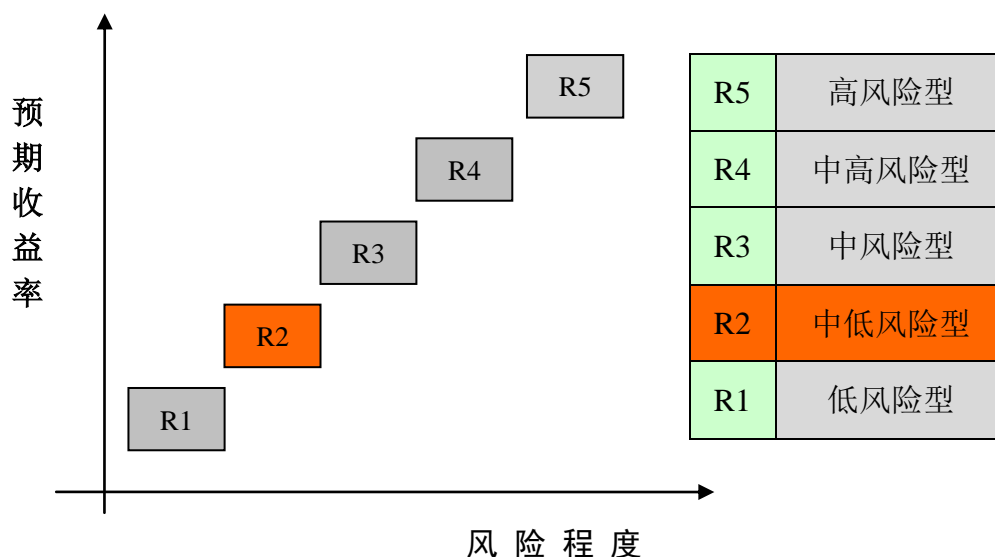 预期收益率
R5
R4
R3
R2
R1
风险程度
R5 高风险型
R4 中高风险型
R3 中风险型
R2 中低风险型
R1 低风险型